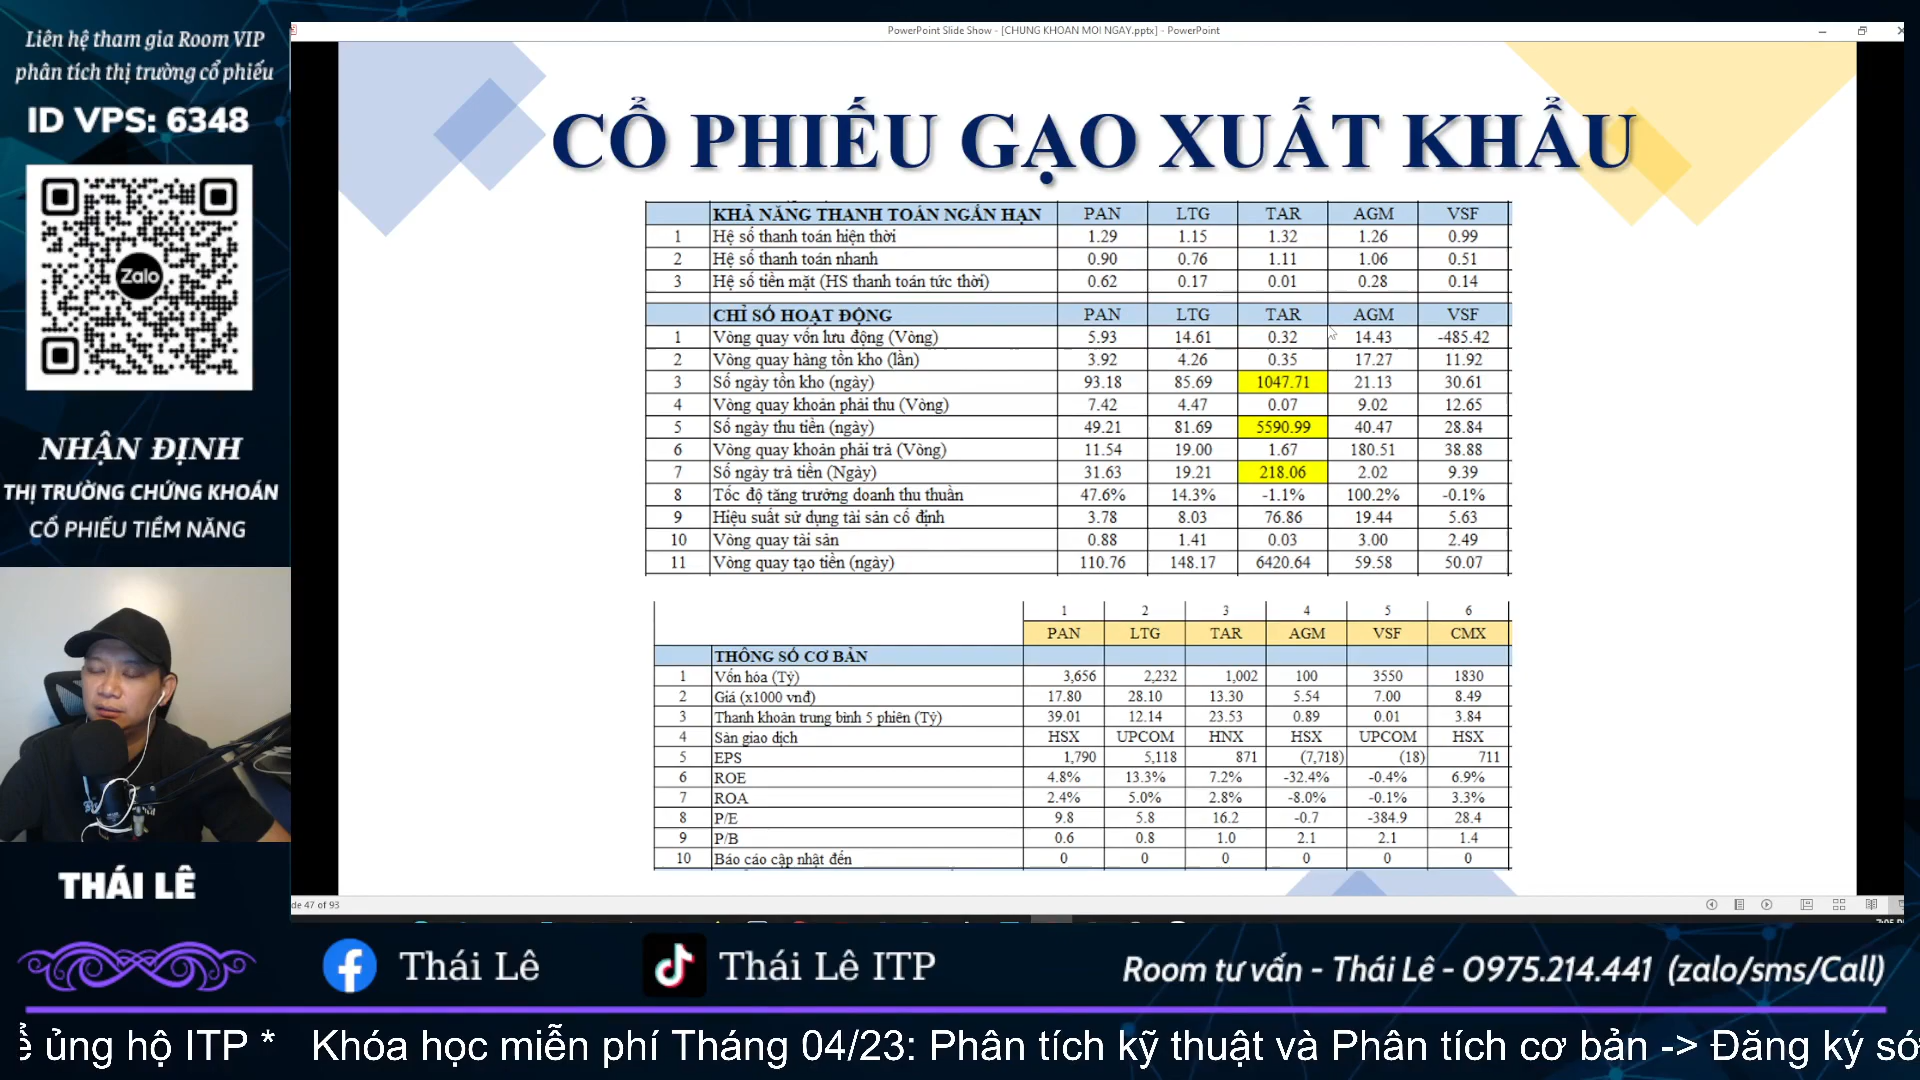 Liên hệ tham gia Room VIP
phân tích thị trường cổ phiếu
ID VPS: 6348
Zalo
NHẬN ĐỊNH
THỊ TRƯỜNG CHỨNG KHOÁN
CỔ PHIẾU TIỀM NĂNG
THÁI LÊ
PowerPoint Slide Show - [CHUNG KHOAN MOI NGAY.pptx] - PowerPoint
CỔ PHIẾU GẠO XUẤT KHẨU
KHẢ NĂNG THANH TOÁN NGẮN HẠN PAN LTG TAR AGM VSF
1 Hệ số thanh toán hiện thời 1.29 1.15 1.32 1.26 0.99
2 Hệ số thanh toán nhanh 0.90 0.76 1.11 1.06 0.51
3 Hệ số tiền mặt (HS thanh toán tức thời) 0.62 0.17 0.01 0.28 0.14
CHỈ SỐ HOẠT ĐỘNG PAN LTG TAR AGM VSF
1 Vòng quay vốn lưu động (Vòng) 5.93 14.61 0.32 14.43 -485.42
2 Vòng quay hàng tồn kho (lần) 3.92 4.26 0.35 17.27 11.92
3 Số ngày tồn kho (ngày) 93.18 85.69 1047.71 21.13 30.61
4 Vòng quay khoản phải thu (Vòng) 7.42 4.47 0.07 9.02 12.65
5 Số ngày thu tiền (ngày) 49.21 81.69 5590.99 40.47 28.84
6 Vòng quay khoản phải trả (Vòng) 11.54 19.00 1.67 180.51 38.88
7 Số ngày trả tiền (Ngày) 31.63 19.21 218.06 2.02 9.39
8 Tốc độ tăng trưởng doanh thu thuần 47.6% 14.3% -1.1% 100.2% -0.1%
9 Hiệu suất sử dụng tài sản cố định 3.78 8.03 76.86 19.44 5.63
10 Vòng quay tài sản 0.88 1.41 0.03 3.00 2.49
11 Vòng quay tạo tiền (ngày) 110.76 148.17 6420.64 59.58 50.07
1 2 3 4 5 6
PAN LTG TAR AGM VSF CMX
THÔNG SỐ CƠ BẢN
1 Vốn hóa (Tỷ) 3,656 2,232 1,002 100 3550 1830
2 Giá (x1000 vnđ) 17.80 28.10 13.30 5.54 7.00 8.49
3 Thanh khoản trung bình 5 phiên (Tỷ) 39.01 12.14 23.53 0.89 0.01 3.84
4 Sàn giao dịch HSX UPCOM HNX HSX UPCOM HSX
5 EPS 1,790 5,118 871 (7,718) (18) 711
6 ROE 4.8% 13.3% 7.2% -32.4% -0.4% 6.9%
7 ROA 2.4% 5.0% 2.8% -8.0% -0.1% 3.3%
8 P/E 9.8 5.8 16.2 -0.7 -384.9 28.4
9 P/B 0.6 0.8 1.0 2.1 2.1 1.4
10 Báo cáo cập nhật đến 0 0 0 0 0 0
de 47 of 93
Thái Lê
Thái Lê ITP
Room tư vấn - Thái Lê - 0975.214.441 (zalo/sms/Call)
ể ủng hộ ITP * Khóa học miễn phí Tháng 04/23: Phân tích kỹ thuật và Phân tích cơ bản -> Đăng ký sớ